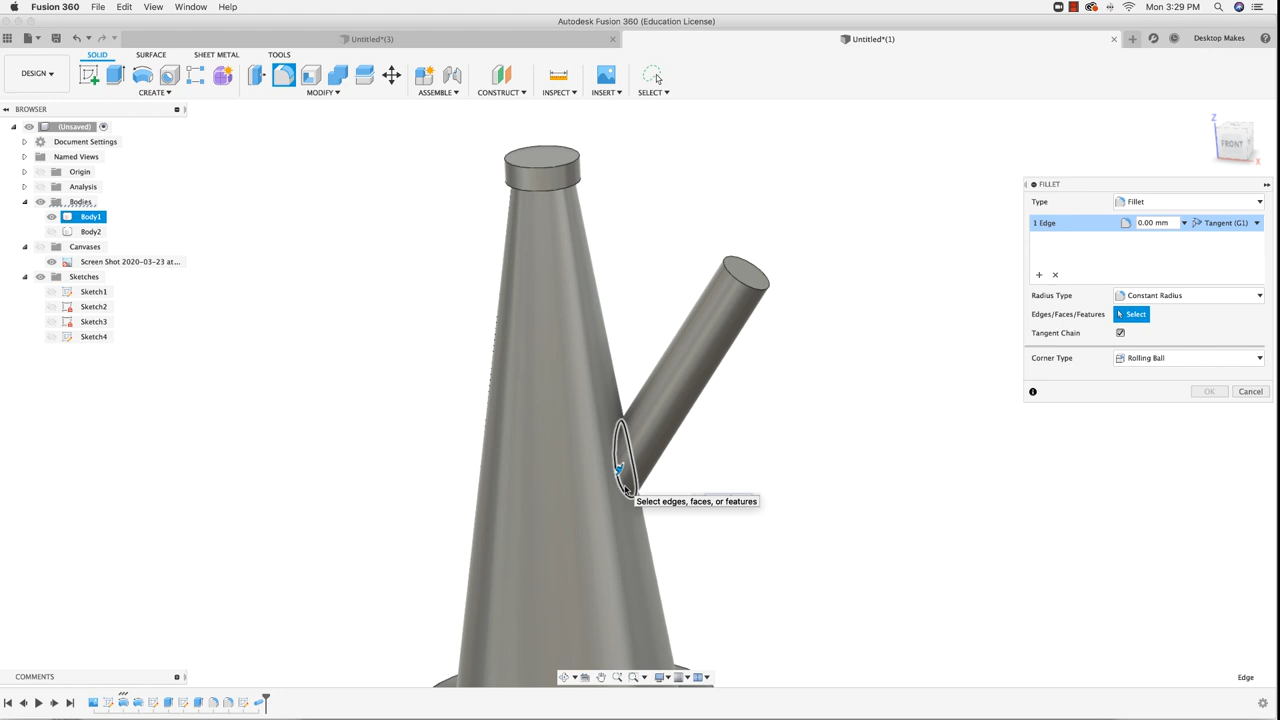 Fusion 360 File Edit View Window Help Mon 3:29 PM
Autodesk Fusion 360 (Education License)
Untitled*(3) Untitled*(1) Desktop Makes
DESIGN
SOLID SURFACE SHEET METAL TOOLS
CREATE MODIFY ASSEMBLE CONSTRUCT INSPECT INSERT SELECT
BROWSER
(Unsaved)
Document Settings
Named Views
Origin
Analysis
Bodies
Body1
Body2
Canvases
Screen Shot 2020-03-23 at...
Sketches
Sketch1
Sketch2
Sketch3
Sketch4
Z
FRONT
X
FILLET
Type Fillet
1 Edge 0.00 mm Tangent (G1)
Radius Type Constant Radius
Edges/Faces/Features Select
Tangent Chain
Corner Type Rolling Ball
OK Cancel
Select edges, faces, or features
COMMENTS
Edge